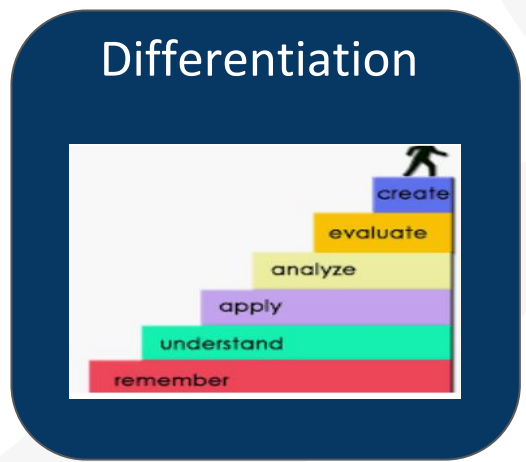 Differentiation
create
evaluate
analyze
apply
understand
remember